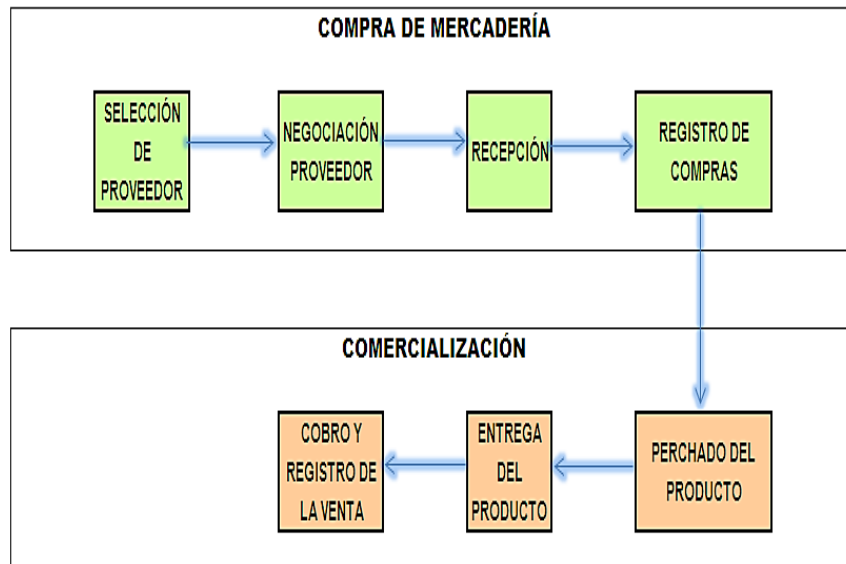 COMPRA DE MERCADERÍA
SELECCIÓN
DE
PROVEEDOR
NEGOCIACIÓN
PROVEEDOR
RECEPCIÓN
REGISTRO DE
COMPRAS
COMERCIALIZACIÓN
COBRO Y
REGISTRO DE
LA VENTA
ENTREGA
DEL
PRODUCTO
PERCHADO DEL
PRODUCTO